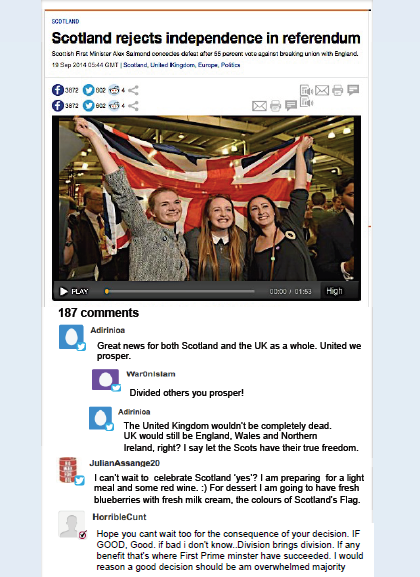 SCOTLAND
Scotland rejects independence in referendum
Scottish First Minister Alex Salmond concecles defeat after 55 parcent vote against breaking union with England.
19 Sep 2014 05:44 GMT | Scotland, United IKngdom, Europe, Politics
3872 602 4
3872 602 4
PLAY 00:00 / 01:53 High
187 comments
Adirinioa
Great news for both Scotland and the UK as a whole. United we
prosper.
War0nistam
Divided others you prosper!
Adirinioa
The United Kingdom wouldn't be completely dead.
UK would still be England, Wales and Northern
Ireland, right? I say let the Scots have their true freedom.
JulianAssange20
I can't wait to celebrate Scotland 'yes'? I am preparing for a light
meal and some red wine. :) For dessert I am going to have fresh
blueberries with fresh milk cream, the colours of Scotland's Flag.
HorribleCunt
Hope you cant wait too for the consequence of your decision. IF
GOOD, Good. if bad i don't know..Division brings division. If any
benefit that's where First Prime minster have succeeded. I would
reason a good decision should be am overwhelmed majority